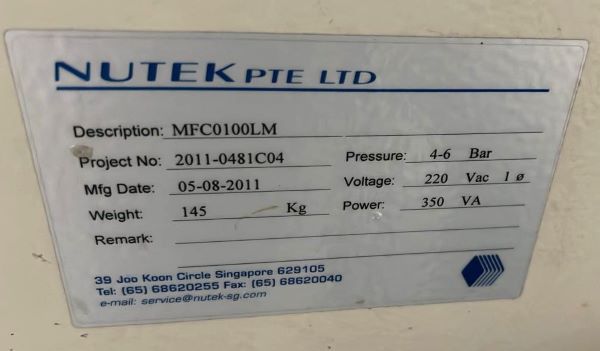 NUTEK PTE LTD
Description: MFC0100LM
Project No: 2011-0481C04 Pressure: 4-6 Bar
Mfg Date: 05-08-2011 Voltage: 220 Vac 1 ø
Weight: 145 Kg Power: 350 VA
Remark:
39 Joo Koon Circle Singapore 629105
Tel: (65) 68620255 Fax: (65) 68620040
e-mail: service@nutek-sg.com